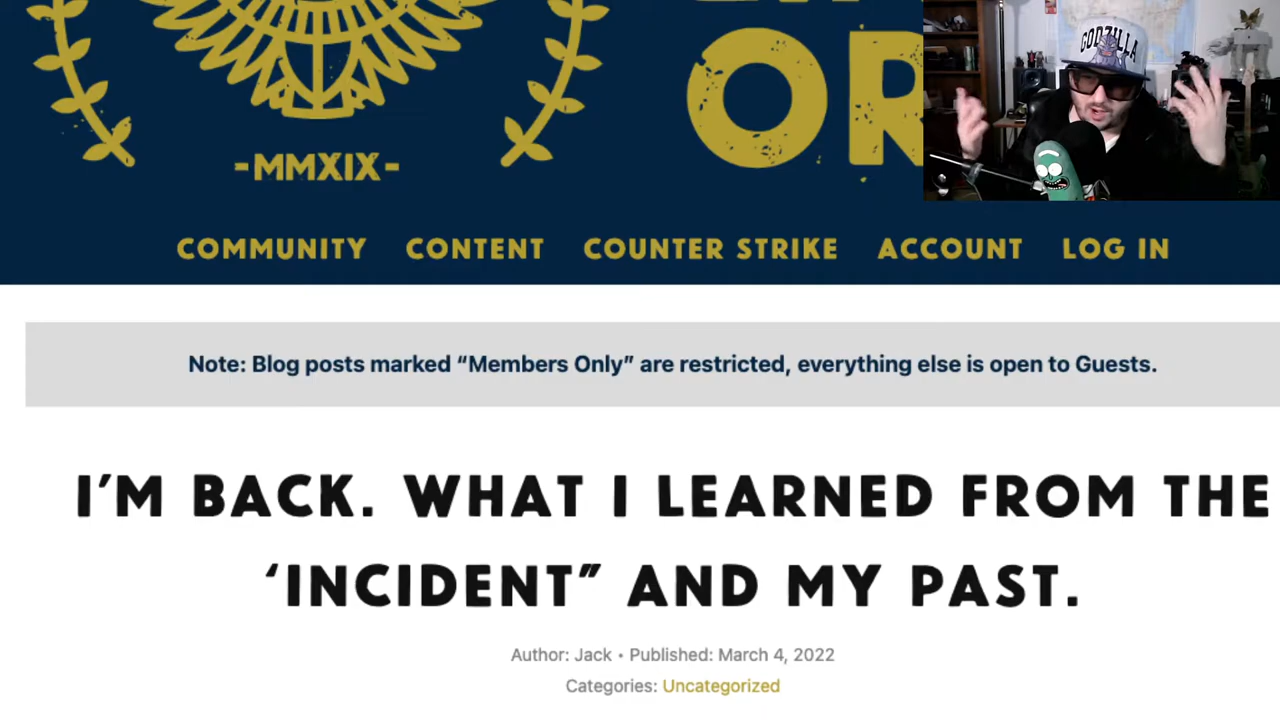 OR
-MMXIX-
GODZILLA
COMMUNITY CONTENT COUNTER STRIKE ACCOUNT LOG IN
Note: Blog posts marked “Members Only” are restricted, everything else is open to Guests.
I’M BACK. WHAT I LEARNED FROM THE
‘INCIDENT” AND MY PAST.
Author: Jack • Published: March 4, 2022
Categories: Uncategorized